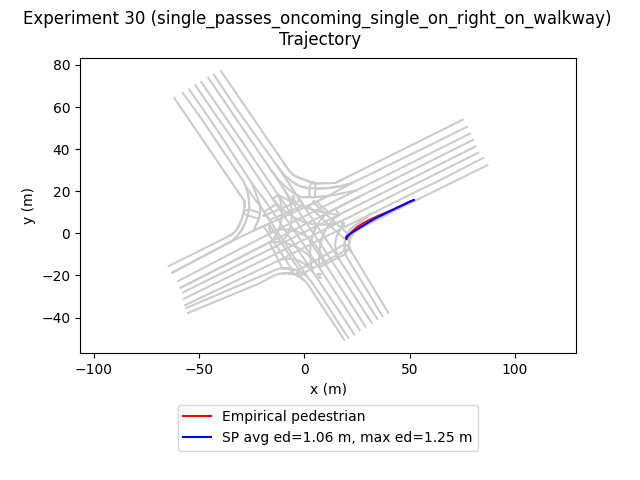 Experiment 30 (single_passes_oncoming_single_on_right_on_walkway)
Trajectory
80
60
40
20
0
−20
−40
y (m)
−100
−50
0
50
100
x (m)
Empirical pedestrian
SP avg ed=1.06 m, max ed=1.25 m